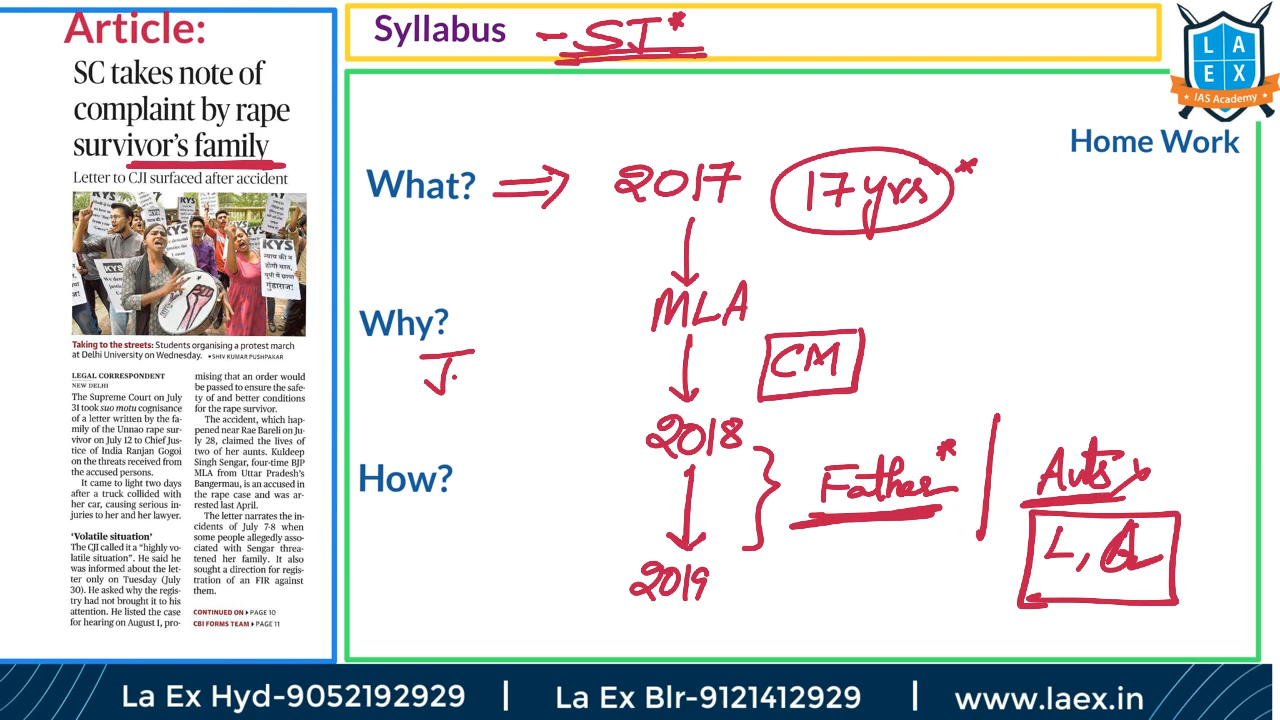 Article:
SC takes note of
complaint by rape
survivor's family
Letter to CJI surfaced after accident
KYS
KYS
KYS
KYS
KYS
न्याय की न
होगी बात,
यूपी में छाया
गुंडाराज!
Taking to the streets: Students organising a protest march
at Delhi University on Wednesday. •SHIV KUMAR PUSHPAKAR
LEGAL CORRESPONDENT
NEW DELHI
The Supreme Court on July
31 took suo motu cognisance
of a letter written by the fa-
mily of the Unnao rape sur-
vivor on July 12 to Chief Jus-
tice of India Ranjan Gogoi
on the threats received from
the accused persons.
It came to light two days
after a truck collided with
her car, causing serious in-
juries to her and her lawyer.
'Volatile situation'
The CJI called it a "highly vo-
latile situation". He said he
was informed about the let-
ter only on Tuesday (July
30). He asked why the regis-
try had not brought it to his
attention. He listed the case
for hearing on August 1, pro-
mising that an order would
be passed to ensure the safe-
ty of and better conditions
for the rape survivor.
The accident, which hap-
pened near Rae Bareli on Ju-
ly 28, claimed the lives of
two of her aunts. Kuldeep
Singh Sengar, four-time BJP
MLA from Uttar Pradesh's
Bangermau, is an accused in
the rape case and was ar-
rested last April.
The letter narrates the in-
cidents of July 7-8 when
some people allegedly asso-
ciated with Sengar threa-
tened her family. It also
sought a direction for regis-
tration of an FIR against
them.
CONTINUED ON ▸ PAGE 10
CBI FORMS TEAM ▸ PAGE 11
Syllabus - SJ*
LA
EX
IAS Academy
Home Work
What? ⇒ 2017 17 yrs*
MLA
Why?
J.
CM
2018
How?
Father*
Aunts
L,
2019
La Ex Hyd-9052192929 | La Ex Blr-9121412929 | www.laex.in